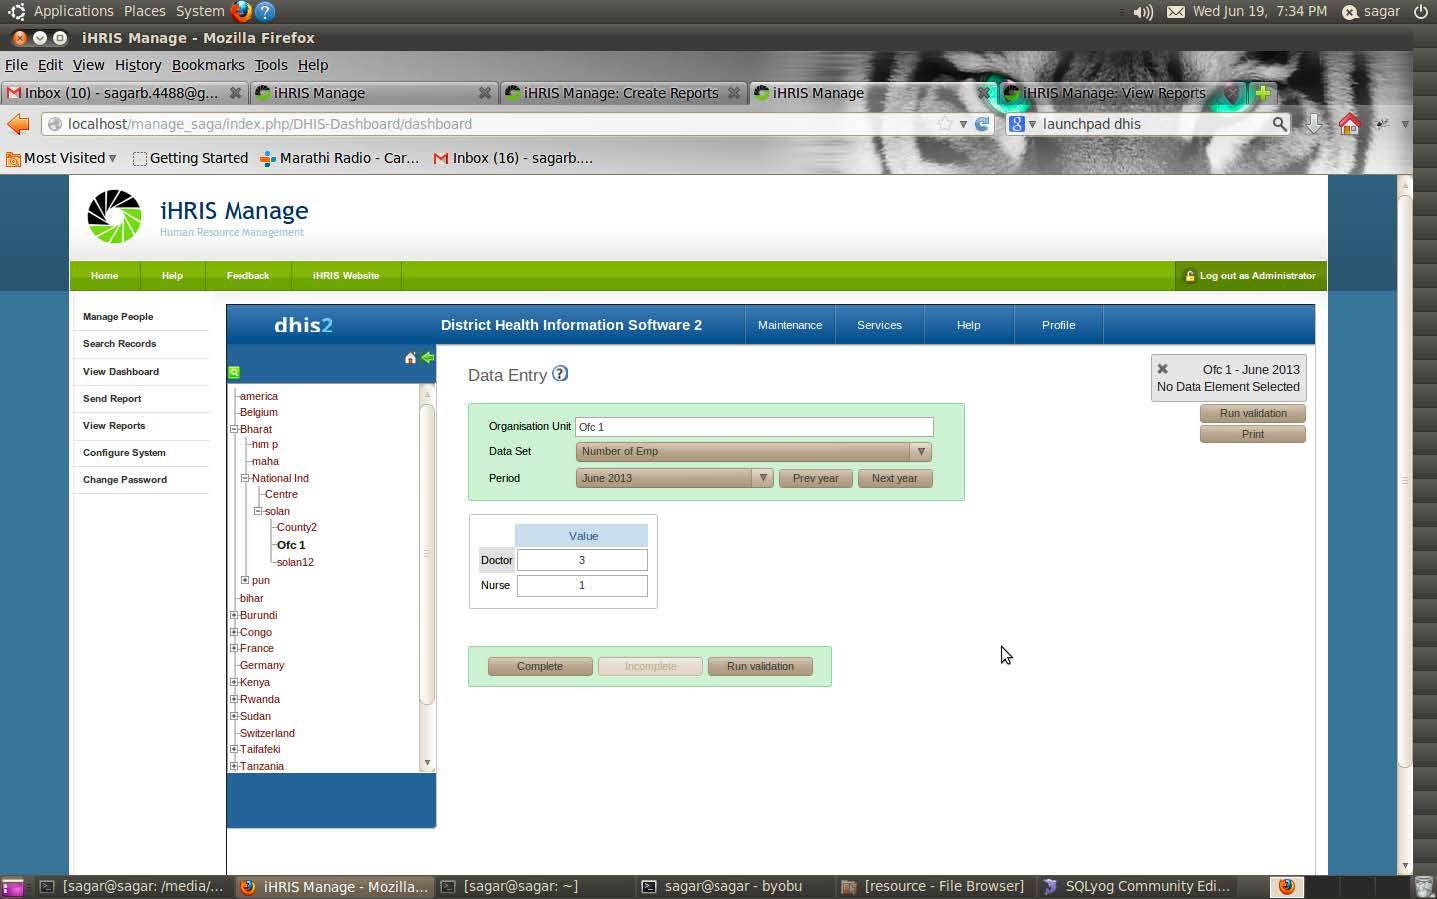 Applications Places System
Wed Jun 19, 7:34 PM sagar
iHRIS Manage - Mozilla Firefox
File Edit View History Bookmarks Tools Help
Inbox (10) - sagarb.4488@g... iHRIS Manage iHRIS Manage: Create Reports iHRIS Manage iHRIS Manage: View Reports
localhost/manage_saga/index.php/DHIS-Dashboard/dashboard
launchpad dhis
Most Visited Getting Started Marathi Radio - Car... Inbox (16) - sagarb....
iHRIS Manage
Human Resource Management
Home Help Feedback iHRIS Website Log out as Administrator
Manage People
Search Records
View Dashboard
Send Report
View Reports
Configure System
Change Password
dhis2 District Health Information Software 2 Maintenance Services Help Profile
america
Belgium
Bharat
him p
maha
National Ind
Centre
solan
County2
Ofc 1
solan12
pun
bihar
Burundi
Congo
France
Germany
Kenya
Rwanda
Sudan
Switzerland
Taifafeki
Tanzania
Data Entry ?
Organisation Unit Ofc 1
Data Set Number of Emp
Period June 2013 Prev year Next year
Value
Doctor 3
Nurse 1
Complete Incomplete Run validation
Ofc 1 - June 2013
No Data Element Selected
Run validation
Print
[sagar@sagar: /media/... iHRIS Manage - Mozilla... [sagar@sagar: ~] sagar@sagar - byobu [resource - File Browser] SQLyog Community Edi...